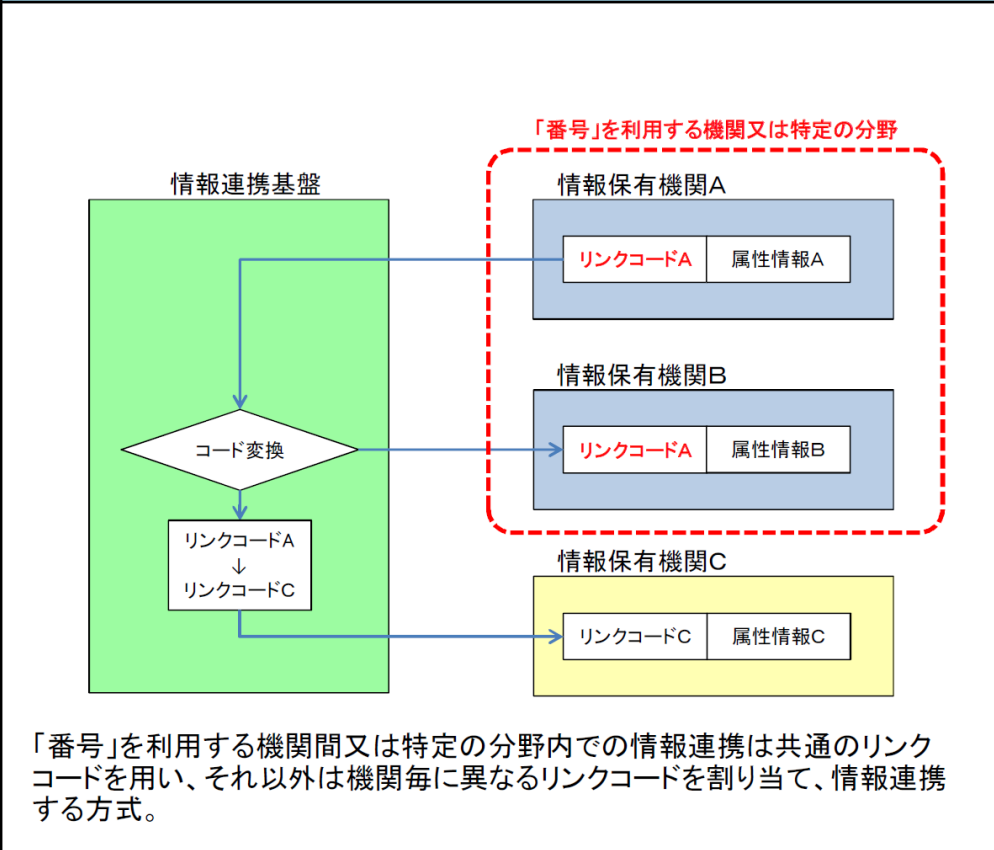 「番号」を利用する機関又は特定の分野
情報連携基盤
情報保有機関A
リンクコードA
属性情報A
情報保有機関B
コード変換
リンクコードA
属性情報B
リンクコードA
↓
リンクコードC
情報保有機関C
リンクコードC
属性情報C
「番号」を利用する機関間又は特定の分野内での情報連携は共通のリンク
コードを用い、それ以外は機関毎に異なるリンクコードを割り当て、情報連携
する方式。